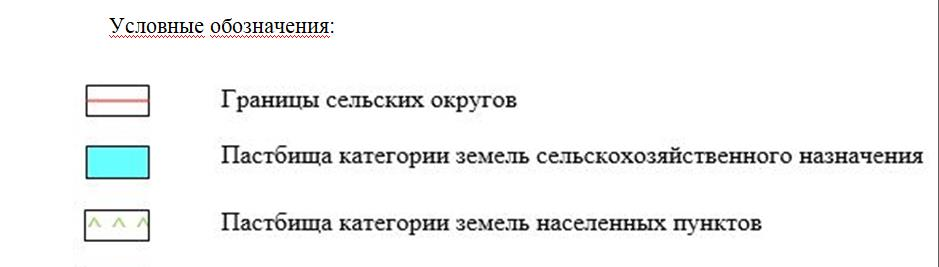 Условные обозначения:
Границы сельских округов
Пастбища категории земель сельскохозяйственного назначения
Пастбища категории земель населенных пунктов